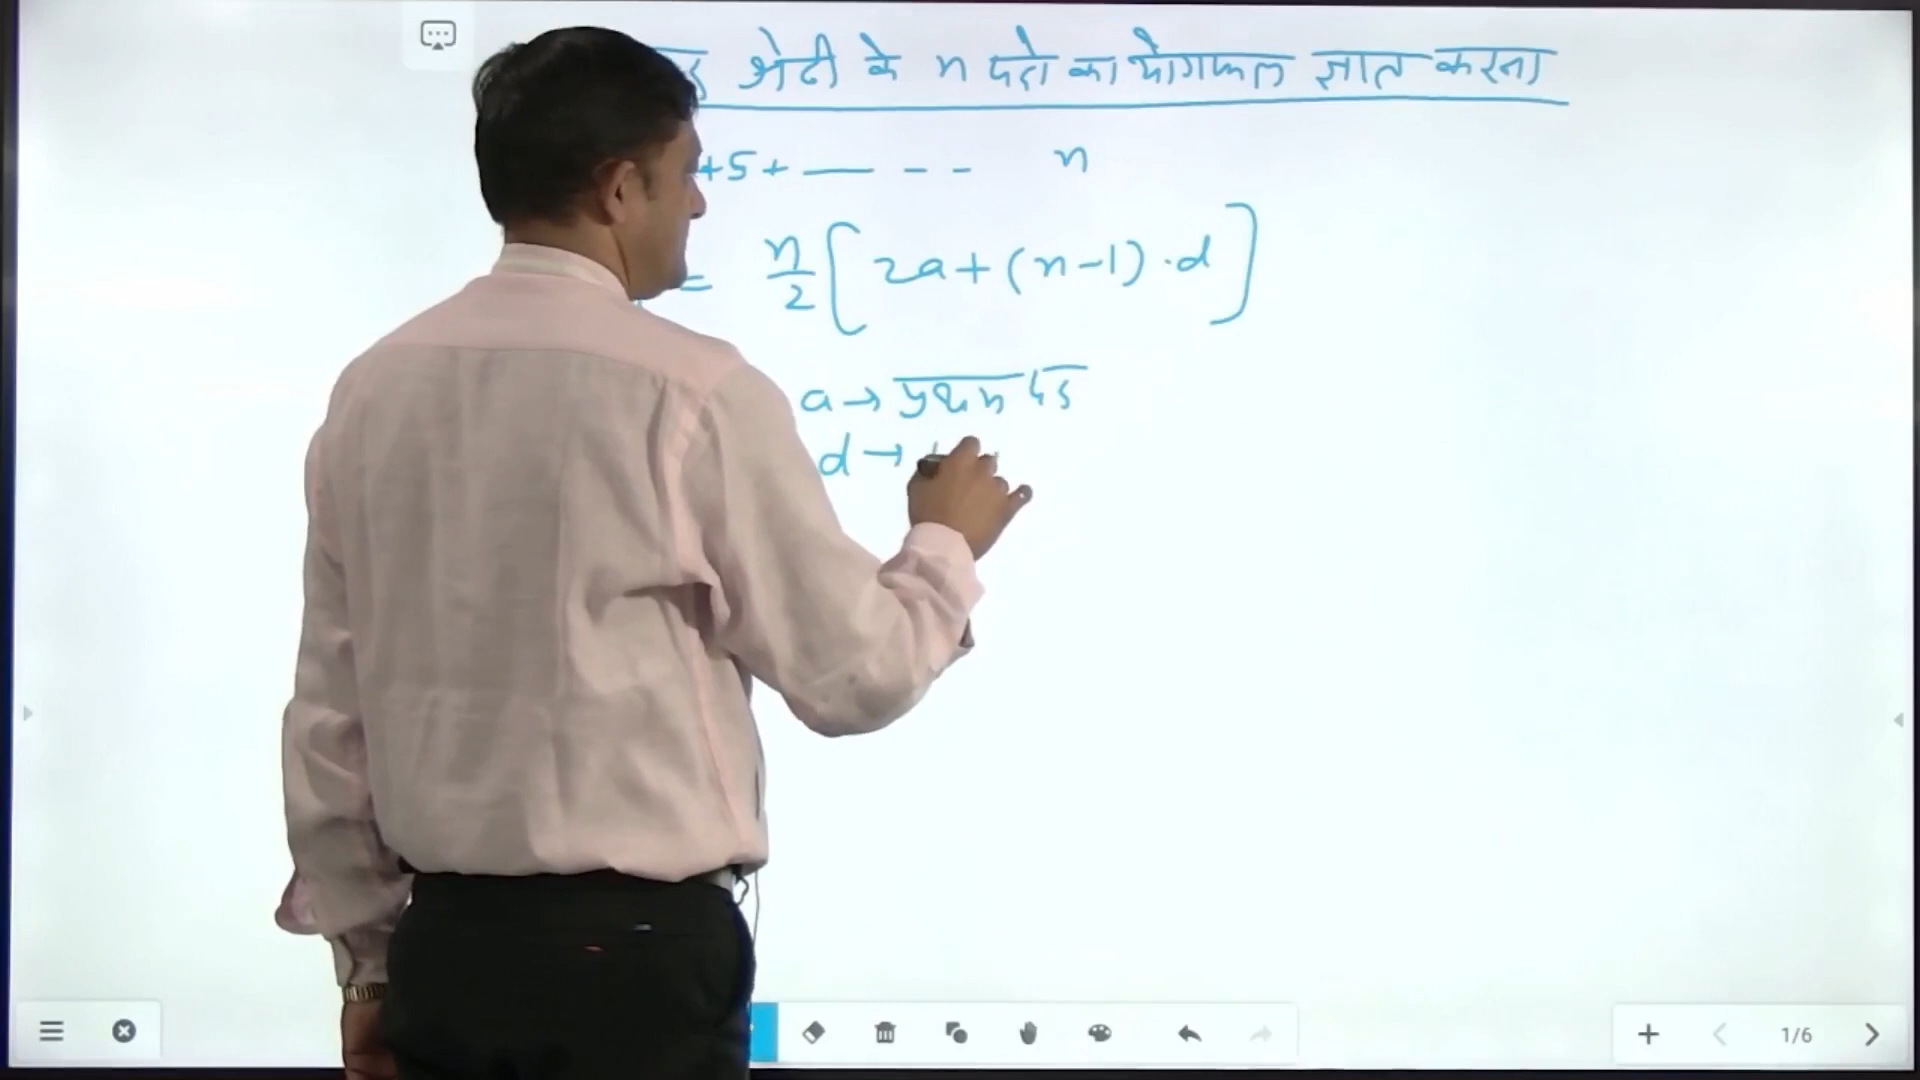 श्रेढी के n पदो का योगफल ज्ञात करना
+5+ — - - n
= n/2 [2a+(n-1).d]
a→ प्रथम पद
d→
1/6